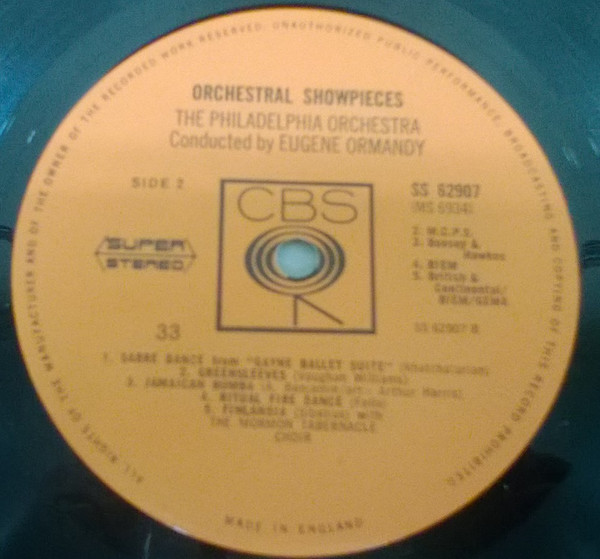 ALL RIGHTS OF THE MANUFACTURER AND OF THE OWNER OF THE RECORDED WORK RESERVED. UNAUTHORIZED PUBLIC PERFORMANCE, BROADCASTING AND COPYING OF THIS RECORD PROHIBITED
ORCHESTRAL SHOWPIECES
THE PHILADELPHIA ORCHESTRA
Conducted by EUGENE ORMANDY
SIDE 2
CBS
SS 62907
(MS 6934)
SUPER
STEREO
2. M.C.P.S.
3. Boosey &
Hawkes
4. BIEM
5. British &
Continental/
BIEM/GEMA
33
SS 62907 B
1. SABRE DANCE from "GAYNE BALLET SUITE" (Khatchaturian)
2. GREENSLEEVES (Vaughan Williams)
3. JAMAICAN RUMBA (A. Benjamin/arr.: Arthur Harris)
4. RITUAL FIRE DANCE (Falla)
5. FINLANDIA (Sibelius) with
THE MORMON TABERNACLE
CHOIR
MADE IN ENGLAND